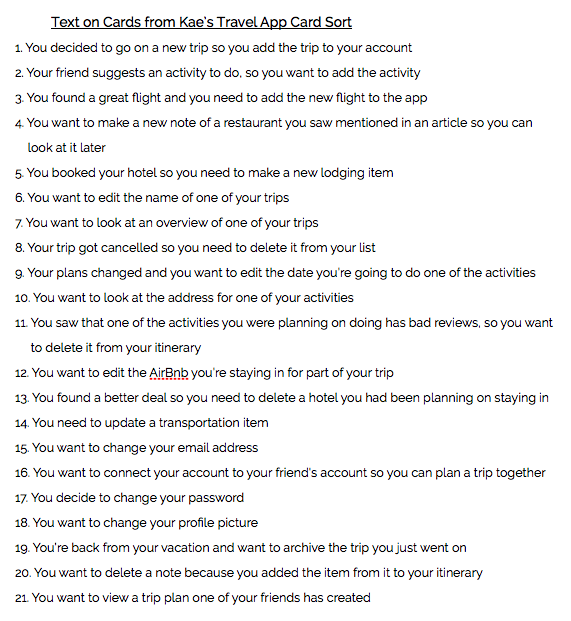 Text on Cards from Kae's Travel App Card Sort
1. You decided to go on a new trip so you add the trip to your account
2. Your friend suggests an activity to do, so you want to add the activity
3. You found a great flight and you need to add the new flight to the app
4. You want to make a new note of a restaurant you saw mentioned in an article so you can
look at it later
5. You booked your hotel so you need to make a new lodging item
6. You want to edit the name of one of your trips
7. You want to look at an overview of one of your trips
8. Your trip got cancelled so you need to delete it from your list
9. Your plans changed and you want to edit the date you're going to do one of the activities
10. You want to look at the address for one of your activities
11. You saw that one of the activities you were planning on doing has bad reviews, so you want
to delete it from your itinerary
12. You want to edit the AirBnb you're staying in for part of your trip
13. You found a better deal so you need to delete a hotel you had been planning on staying in
14. You need to update a transportation item
15. You want to change your email address
16. You want to connect your account to your friend's account so you can plan a trip together
17. You decide to change your password
18. You want to change your profile picture
19. You're back from your vacation and want to archive the trip you just went on
20. You want to delete a note because you added the item from it to your itinerary
21. You want to view a trip plan one of your friends has created